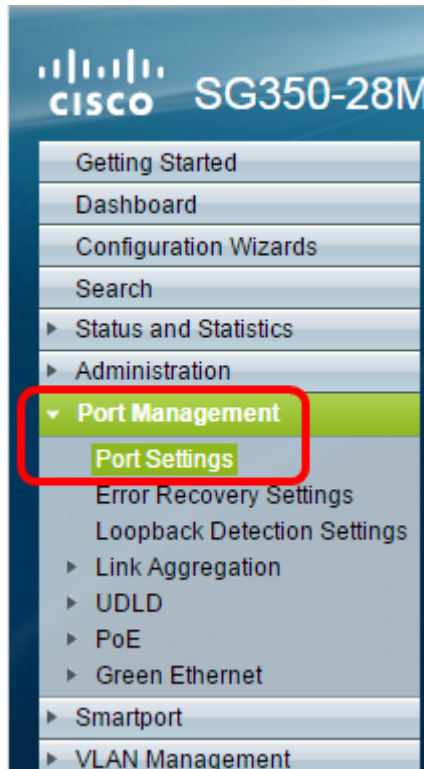 CISCO SG350-28M
Getting Started
Dashboard
Configuration Wizards
Search
Status and Statistics
Administration
Port Management
Port Settings
Error Recovery Settings
Loopback Detection Settings
Link Aggregation
UDLD
PoE
Green Ethernet
Smartport
VLAN Management